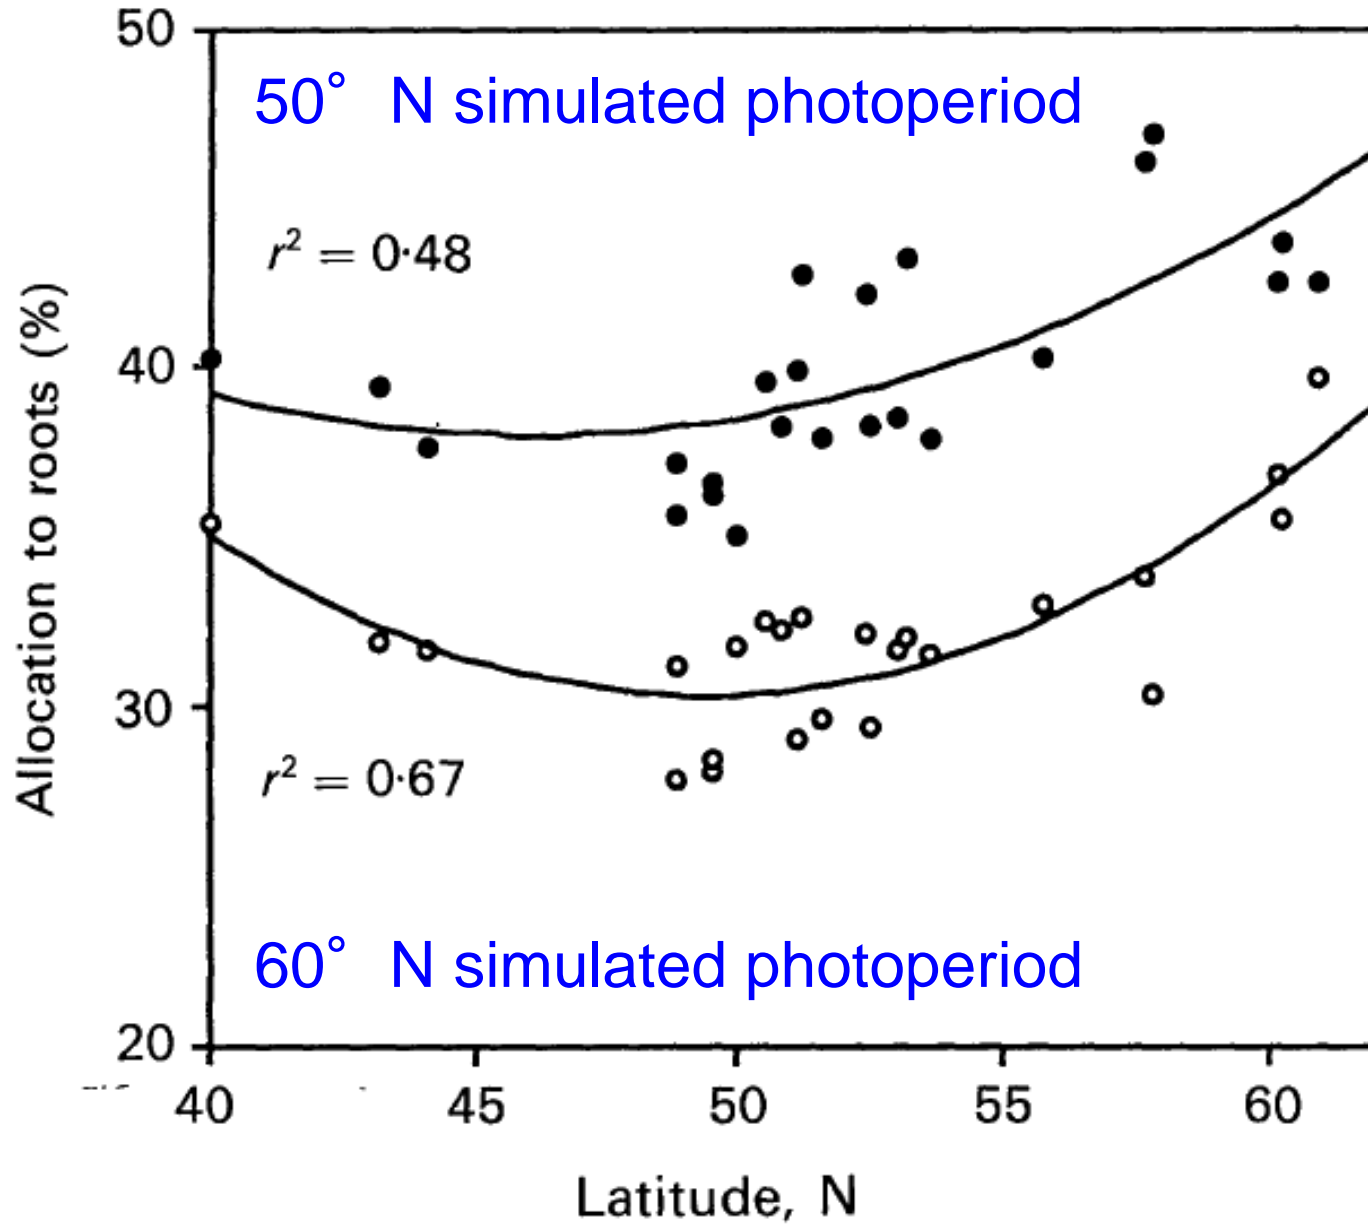 50
50° N simulated photoperiod
r² = 0·48
40
Allocation to roots (%)
30
r² = 0·67
60° N simulated photoperiod
20
40 45 50 55 60
Latitude, N